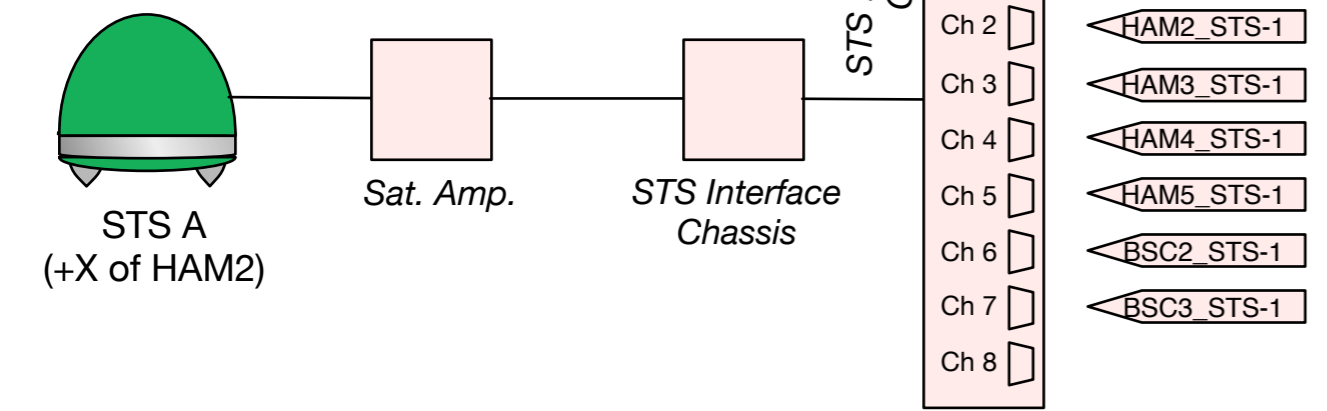 STS
Ch 2 HAM2_STS-1
Ch 3 HAM3_STS-1
Ch 4 HAM4_STS-1
Ch 5 HAM5_STS-1
Ch 6 BSC2_STS-1
Ch 7 BSC3_STS-1
Ch 8
Sat. Amp.
STS Interface
Chassis
STS A
(+X of HAM2)